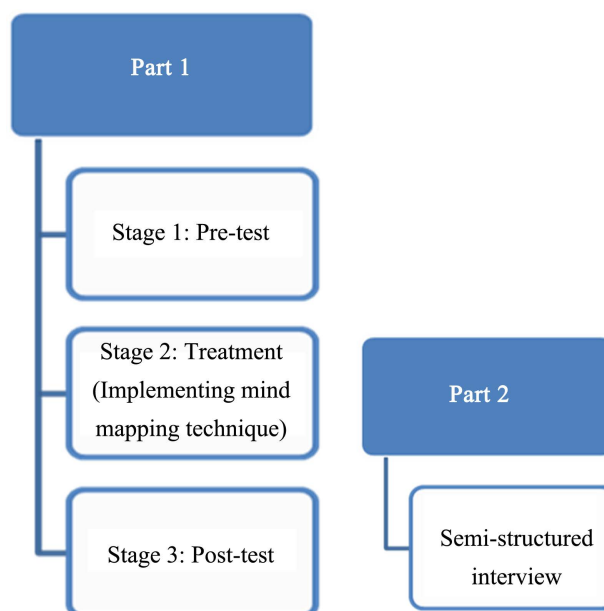 Part 1
Stage 1: Pre-test
Stage 2: Treatment
(Implementing mind
mapping technique)
Stage 3: Post-test
Part 2
Semi-structured
interview